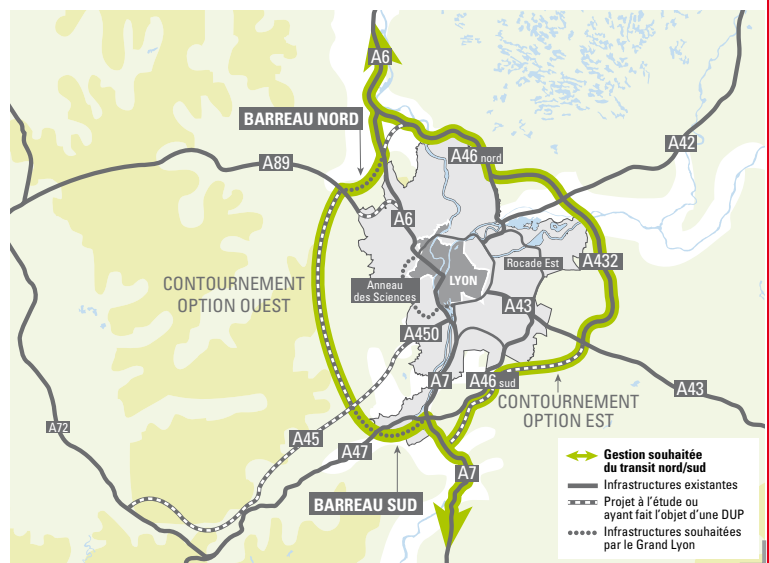 A6
BARREAU NORD
A46 nord
A42
A89
A6
CONTOURNEMENT
OPTION OUEST
Anneau
des Sciences
LYON
Rocade Est
A432
A43
A450
A7
A46 sud
A43
CONTOURNEMENT
OPTION EST
A72
A45
A47
A7
BARREAU SUD
Gestion souhaitée
du transit nord/sud
Infrastructures existantes
Projet à l'étude ou
ayant fait l'objet d'une DUP
Infrastructures souhaitées
par le Grand Lyon